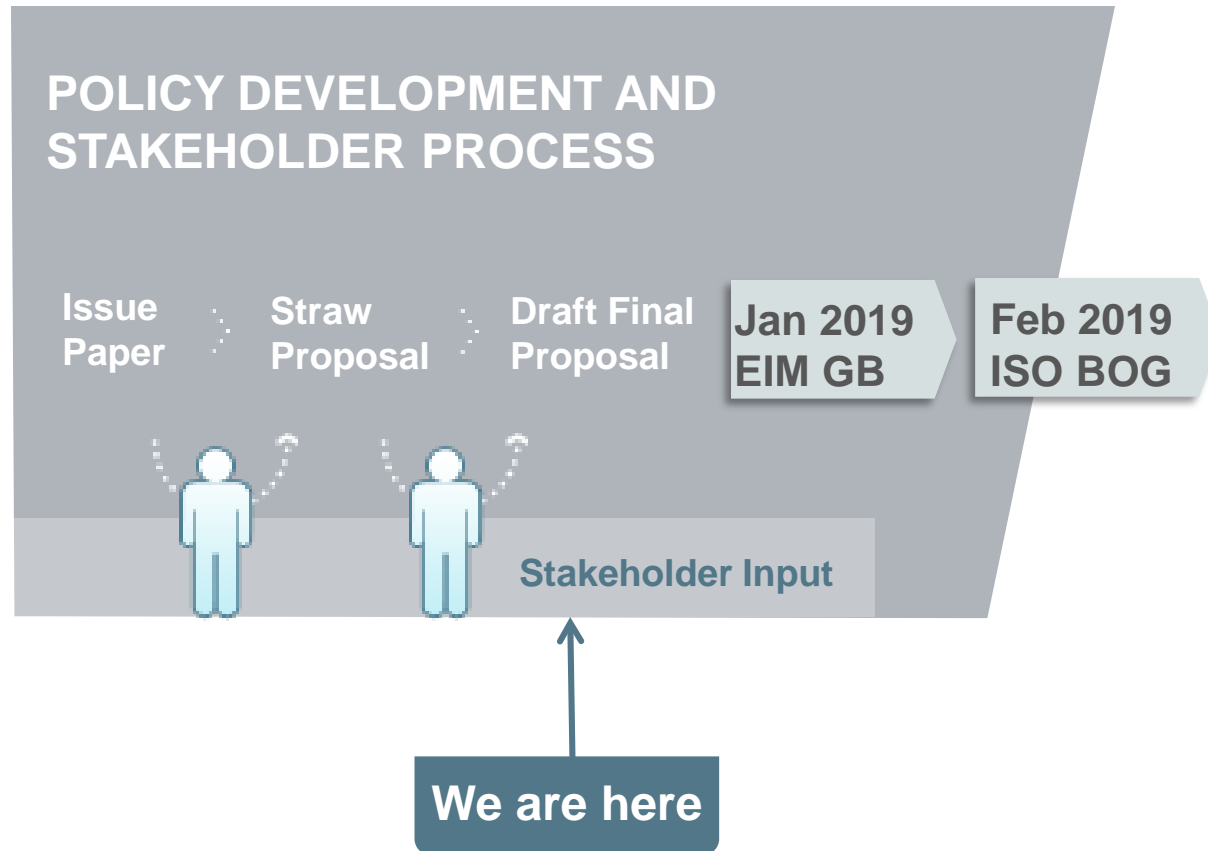 POLICY DEVELOPMENT AND
STAKEHOLDER PROCESS
Issue
Paper
Straw
Proposal
Draft Final
Proposal
Jan 2019
EIM GB
Feb 2019
ISO BOG
Stakeholder Input
We are here